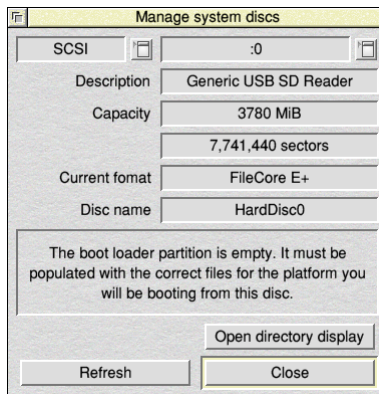 Manage system discs
SCSI :0
Description Generic USB SD Reader
Capacity 3780 MiB
7,741,440 sectors
Current fomat FileCore E+
Disc name HardDisc0
The boot loader partition is empty. It must be
populated with the correct files for the platform you
will be booting from this disc.
Open directory display
Refresh Close